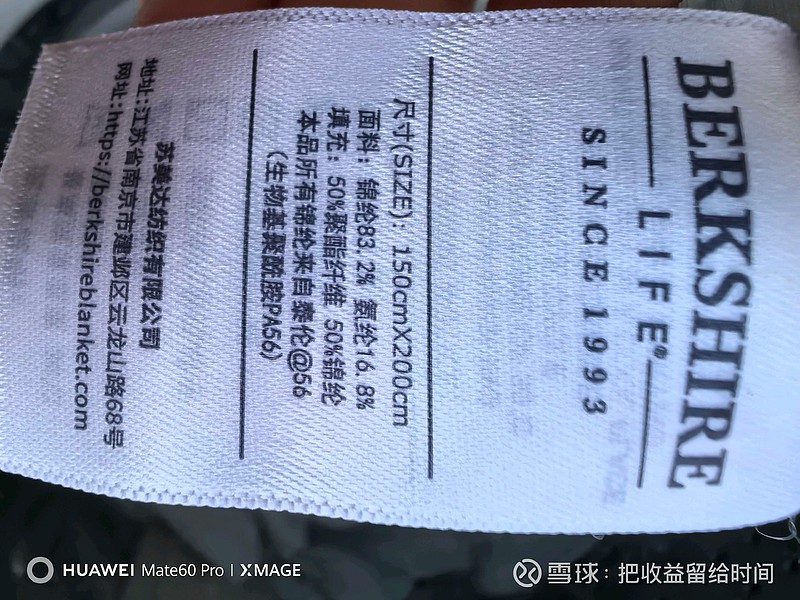 BERKSHIRE
LIFE®
SINCE 1993
尺寸(SIZE): 150cmX200cm
面料: 锦纶83.2% 氨纶16.8%
填充: 50%聚酯纤维 50%锦纶
本品所有锦纶来自泰伦@56
(生物基聚酰胺PA56)
苏美达纺织有限公司
地址:江苏省南京市建邺区云龙山路68号
网址:https://berkshireblanket.com
HUAWEI Mate60 Pro | XMAGE
雪球:把收益留给时间